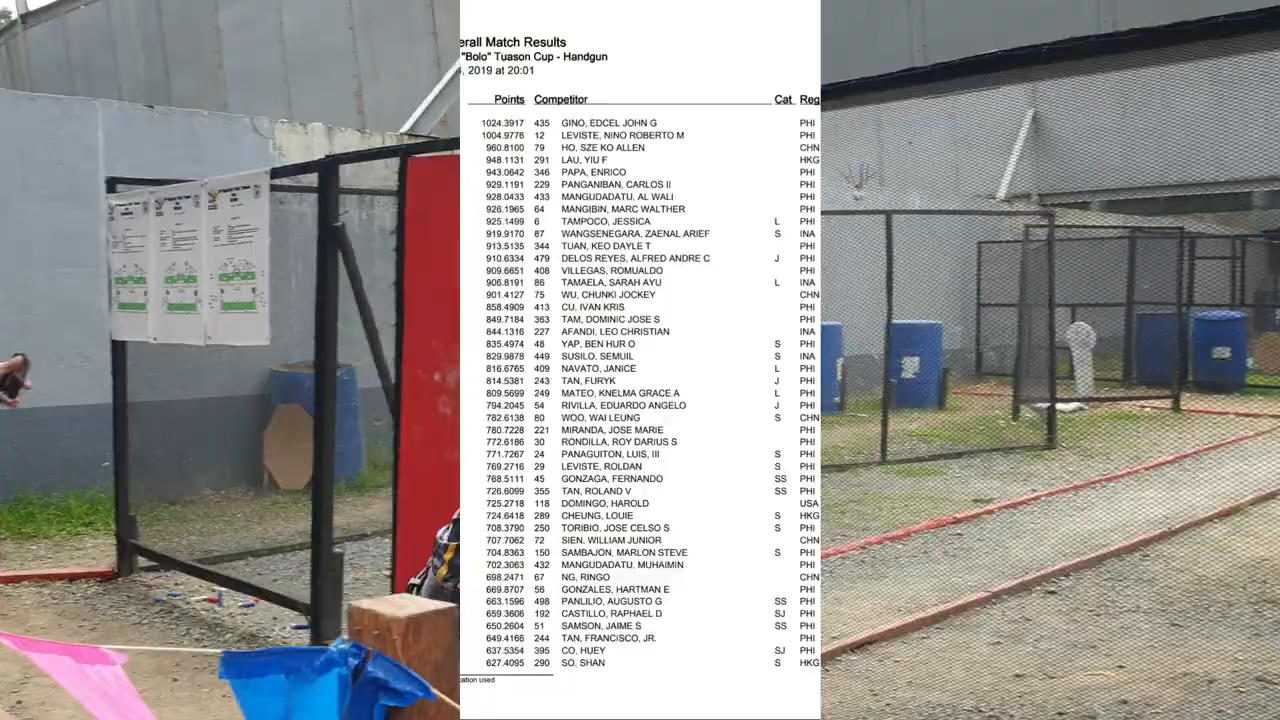 erall Match Results
"Bolo" Tuason Cup - Handgun
, 2019 at 20:01
Points Competitor Cat Reg
1024.3917 435 GINO, EDCEL JOHN G PHI
1004.9776 12 LEVISTE, NINO ROBERTO M PHI
960.8100 79 HO, SZE KO ALLEN CHN
948.1131 291 LAU, YIU F HKG
943.0642 346 PAPA, ENRICO PHI
929.1191 229 PANGANIBAN, CARLOS II PHI
928.0433 433 MANGUDADATU, AL WALI PHI
926.1965 64 MANGIBIN, MARC WALTHER PHI
925.1499 6 TAMPOCO, JESSICA L PHI
919.9170 87 WANGSENEGARA, ZAENAL ARIEF S INA
913.5135 344 TUAN, KEO DAYLE T PHI
910.6334 479 DELOS REYES, ALFRED ANDRE C J PHI
909.6651 408 VILLEGAS, ROMUALDO PHI
906.8191 86 TAMAELA, SARAH AYU L INA
901.4127 75 WU, CHUNKI JOCKEY CHN
858.4909 413 CU, IVAN KRIS PHI
849.7184 363 TAM, DOMINIC JOSE S PHI
844.1316 227 AFANDI, LEO CHRISTIAN INA
835.4974 48 YAP, BEN HUR O S PHI
829.9878 449 SUSILO, SEMUIL S INA
816.6765 409 NAVATO, JANICE L PHI
814.5381 243 TAN, FURYK J PHI
809.5699 249 MATEO, KNELMA GRACE A L PHI
794.2045 54 RIVILLA, EDUARDO ANGELO J PHI
782.6138 80 WOO, WAI LEUNG S CHN
780.7228 221 MIRANDA, JOSE MARIE PHI
772.6186 30 RONDILLA, ROY DARIUS S PHI
771.7267 24 PANAGUITON, LUIS, III S PHI
769.2716 29 LEVISTE, ROLDAN S PHI
768.5111 45 GONZAGA, FERNANDO SS PHI
726.6099 355 TAN, ROLAND V SS PHI
725.2718 118 DOMINGO, HAROLD USA
724.6418 289 CHEUNG, LOUIE S HKG
708.3790 250 TORIBIO, JOSE CELSO S S PHI
707.7062 72 SIEN, WILLIAM JUNIOR CHN
704.8363 150 SAMBAJON, MARLON STEVE S PHI
702.3063 432 MANGUDADATU, MUHAIMIN PHI
698.2471 67 NG, RINGO CHN
669.8707 56 GONZALES, HARTMAN E PHI
663.1596 498 PANLILIO, AUGUSTO G SS PHI
659.3606 192 CASTILLO, RAPHAEL D SJ PHI
650.2604 51 SAMSON, JAIME S SS PHI
649.4166 244 TAN, FRANCISCO, JR. PHI
637.5354 395 CO, HUEY SJ PHI
627.4095 290 SO, SHAN S HKG
cation used